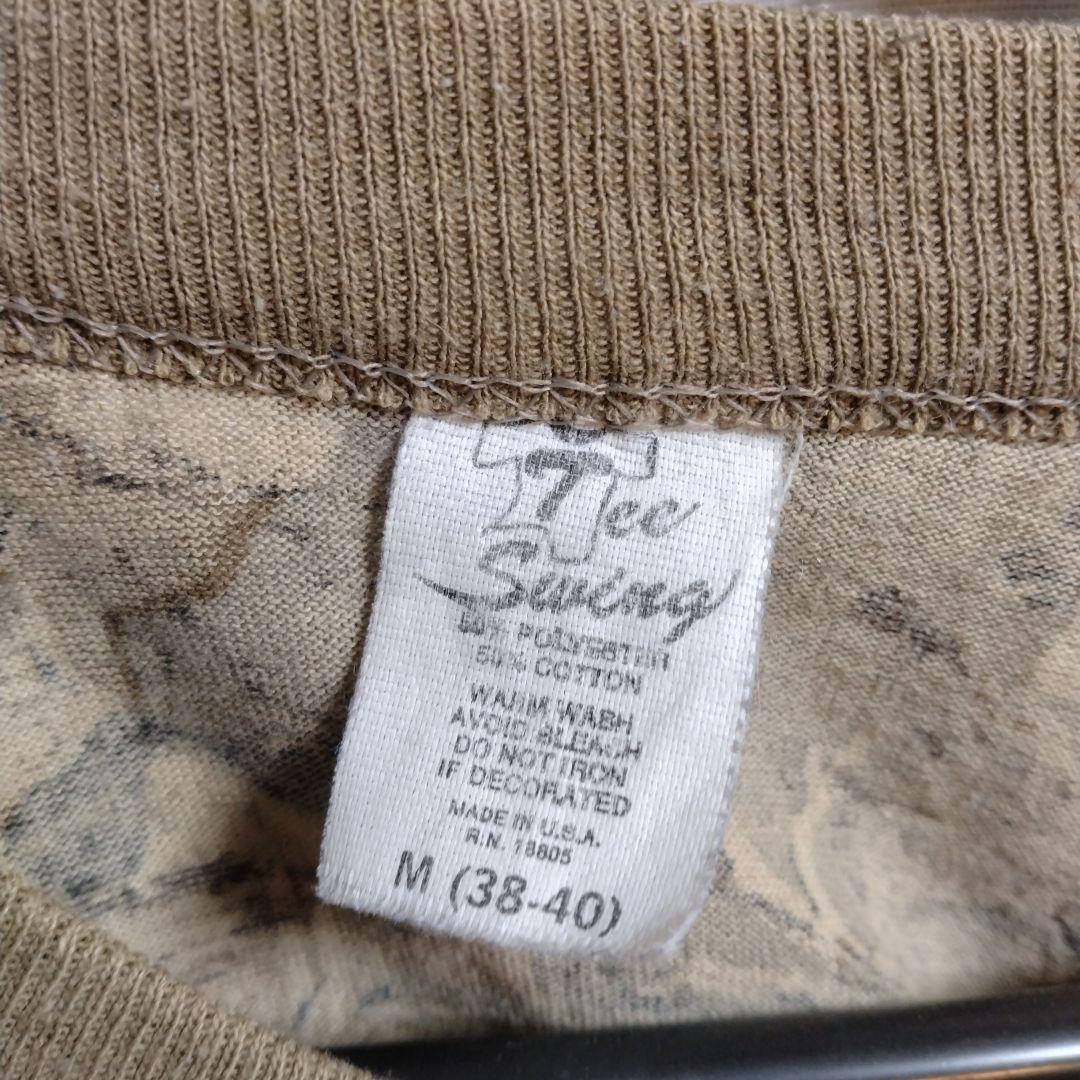 Tee
Swing
50% POLYESTER
50% COTTON
WARM WASH
AVOID BLEACH
DO NOT IRON
IF DECORATED
MADE IN U.S.A.
R.N. 18805
M (38-40)